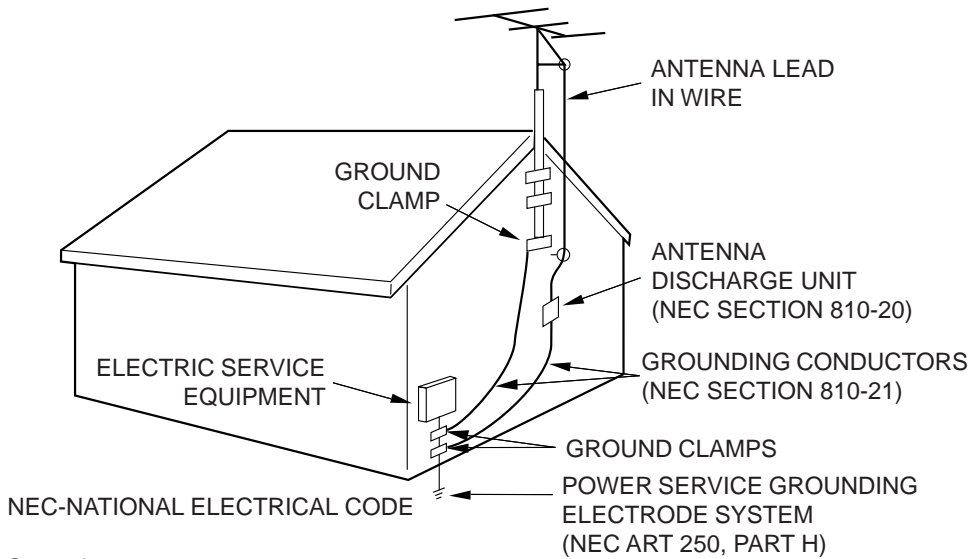 ANTENNA LEAD
IN WIRE
GROUND
CLAMP
ANTENNA
DISCHARGE UNIT
(NEC SECTION 810-20)
ELECTRIC SERVICE
EQUIPMENT
GROUNDING CONDUCTORS
(NEC SECTION 810-21)
GROUND CLAMPS
NEC-NATIONAL ELECTRICAL CODE
POWER SERVICE GROUNDING
ELECTRODE SYSTEM
(NEC ART 250, PART H)